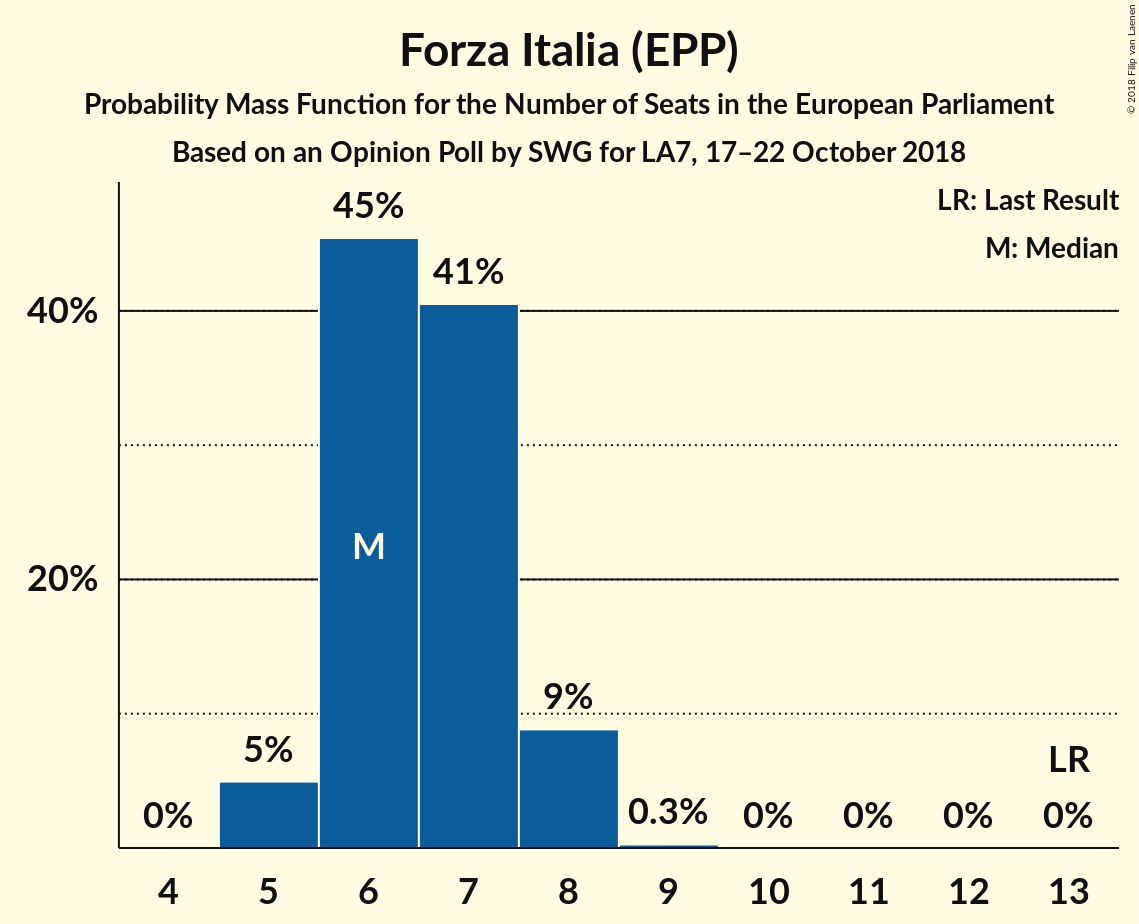 Forza Italia (EPP)
Probability Mass Function for the Number of Seats in the European Parliament
Based on an Opinion Poll by SWG for LA7, 17–22 October 2018
© 2018 Filip van Laenen
LR: Last Result
M: Median
45%
41%
40%
M
20%
9%
5%
LR
0%
0.3%
0%
0%
0%
0%
4 5 6 7 8 9 10 11 12 13